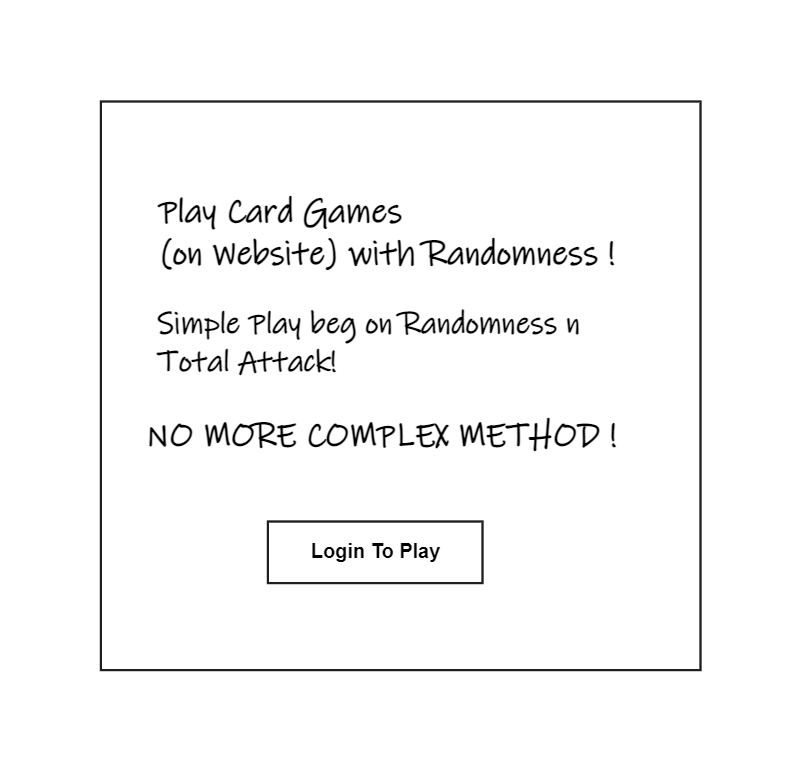 Play Card Games
(on Website) with Randomness !
Simple Play beg on Randomness n
Total Attack!
NO MORE COMPLEX METHOD !
Login To Play